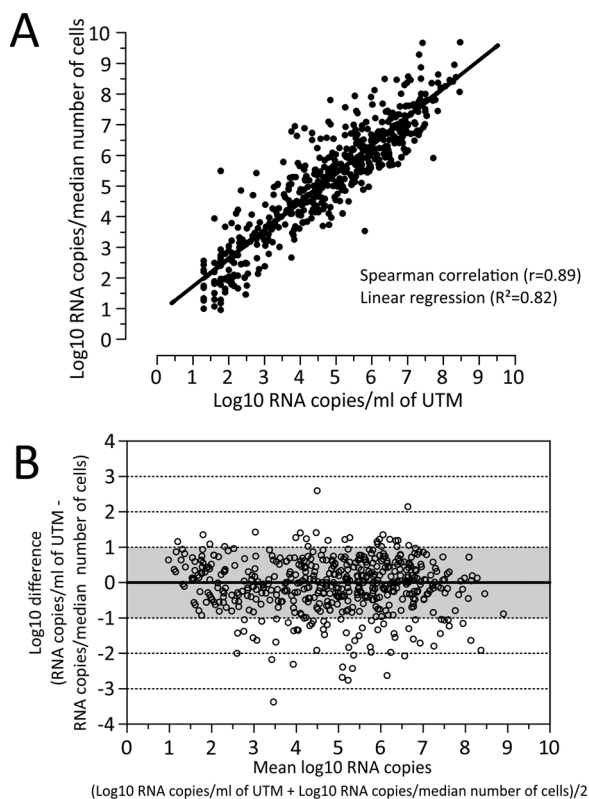 A
Log10 RNA copies/median number of cells
10
9
8
7
6
5
4
3
2
1
0
Spearman correlation (r=0.89)
Linear regression (R²=0.82)
0 1 2 3 4 5 6 7 8 9 10
Log10 RNA copies/ml of UTM
B
Log10 difference
(RNA copies/ml of UTM -
RNA copies/median number of cells)
4
3
2
1
0
-1
-2
-3
-4
0 1 2 3 4 5 6 7 8 9 10
Mean log10 RNA copies
(Log10 RNA copies/ml of UTM + Log10 RNA copies/median number of cells)/2